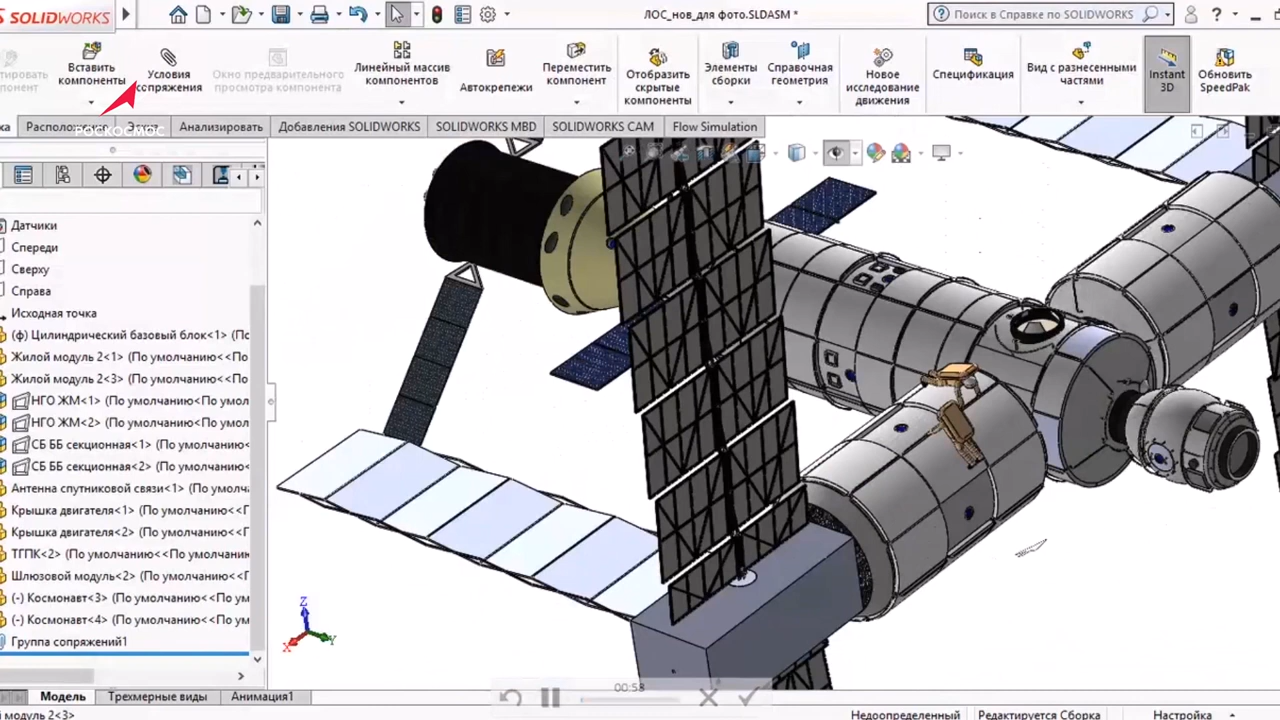 SOLIDWORKS
ЛОС_нов_для фото.SLDASM *
Поиск в Справке по SOLIDWORKS
?
Вставить
компоненты
Условия
сопряжения
Окно предварительного
просмотра компонента
Линейный массив
компонентов
Автокрепежи
Переместить
компонент
Отобразить
скрытые
компоненты
Элементы
сборки
Справочная
геометрия
Новое
исследование
движения
Спецификация
Вид с разнесенными
частями
Instant
3D
Обновить
SpeedPak
РОСКОСМОС
Анализировать
Добавления SOLIDWORKS
SOLIDWORKS MBD
SOLIDWORKS CAM
Flow Simulation
Датчики
Спереди
Сверху
Справа
Исходная точка
(ф) Цилиндрический базовый блок<1> (По
Жилой модуль 2<1> (По умолчанию<<По
Жилой модуль 2<3> (По умолчанию<<По
НГО ЖМ<1> (По умолчанию<<По умол
НГО ЖМ<2> (По умолчанию<<По умол
СБ ББ секционная<1> (По умолчанию
СБ ББ секционная<2> (По умолчанию
Антенна спутниковой связи<1> (По умолч
Крышка двигателя<1> (По умолчанию<<Г
Крышка двигателя<2> (По умолчанию<<Г
ТГПК<2> (По умолчанию<<По умолчанию
Шлюзовой модуль<2> (По умолчанию<<Г
(-) Космонавт<3> (По умолчанию<<По ум
(-) Космонавт<4> (По умолчанию<<По ум
Группа сопряжений1
Z
X
Y
00:58
Модель
Трехмерные виды
Анимация1
й модуль 2<3>
Недоопределенный
Редактируется Сборка
Настройка